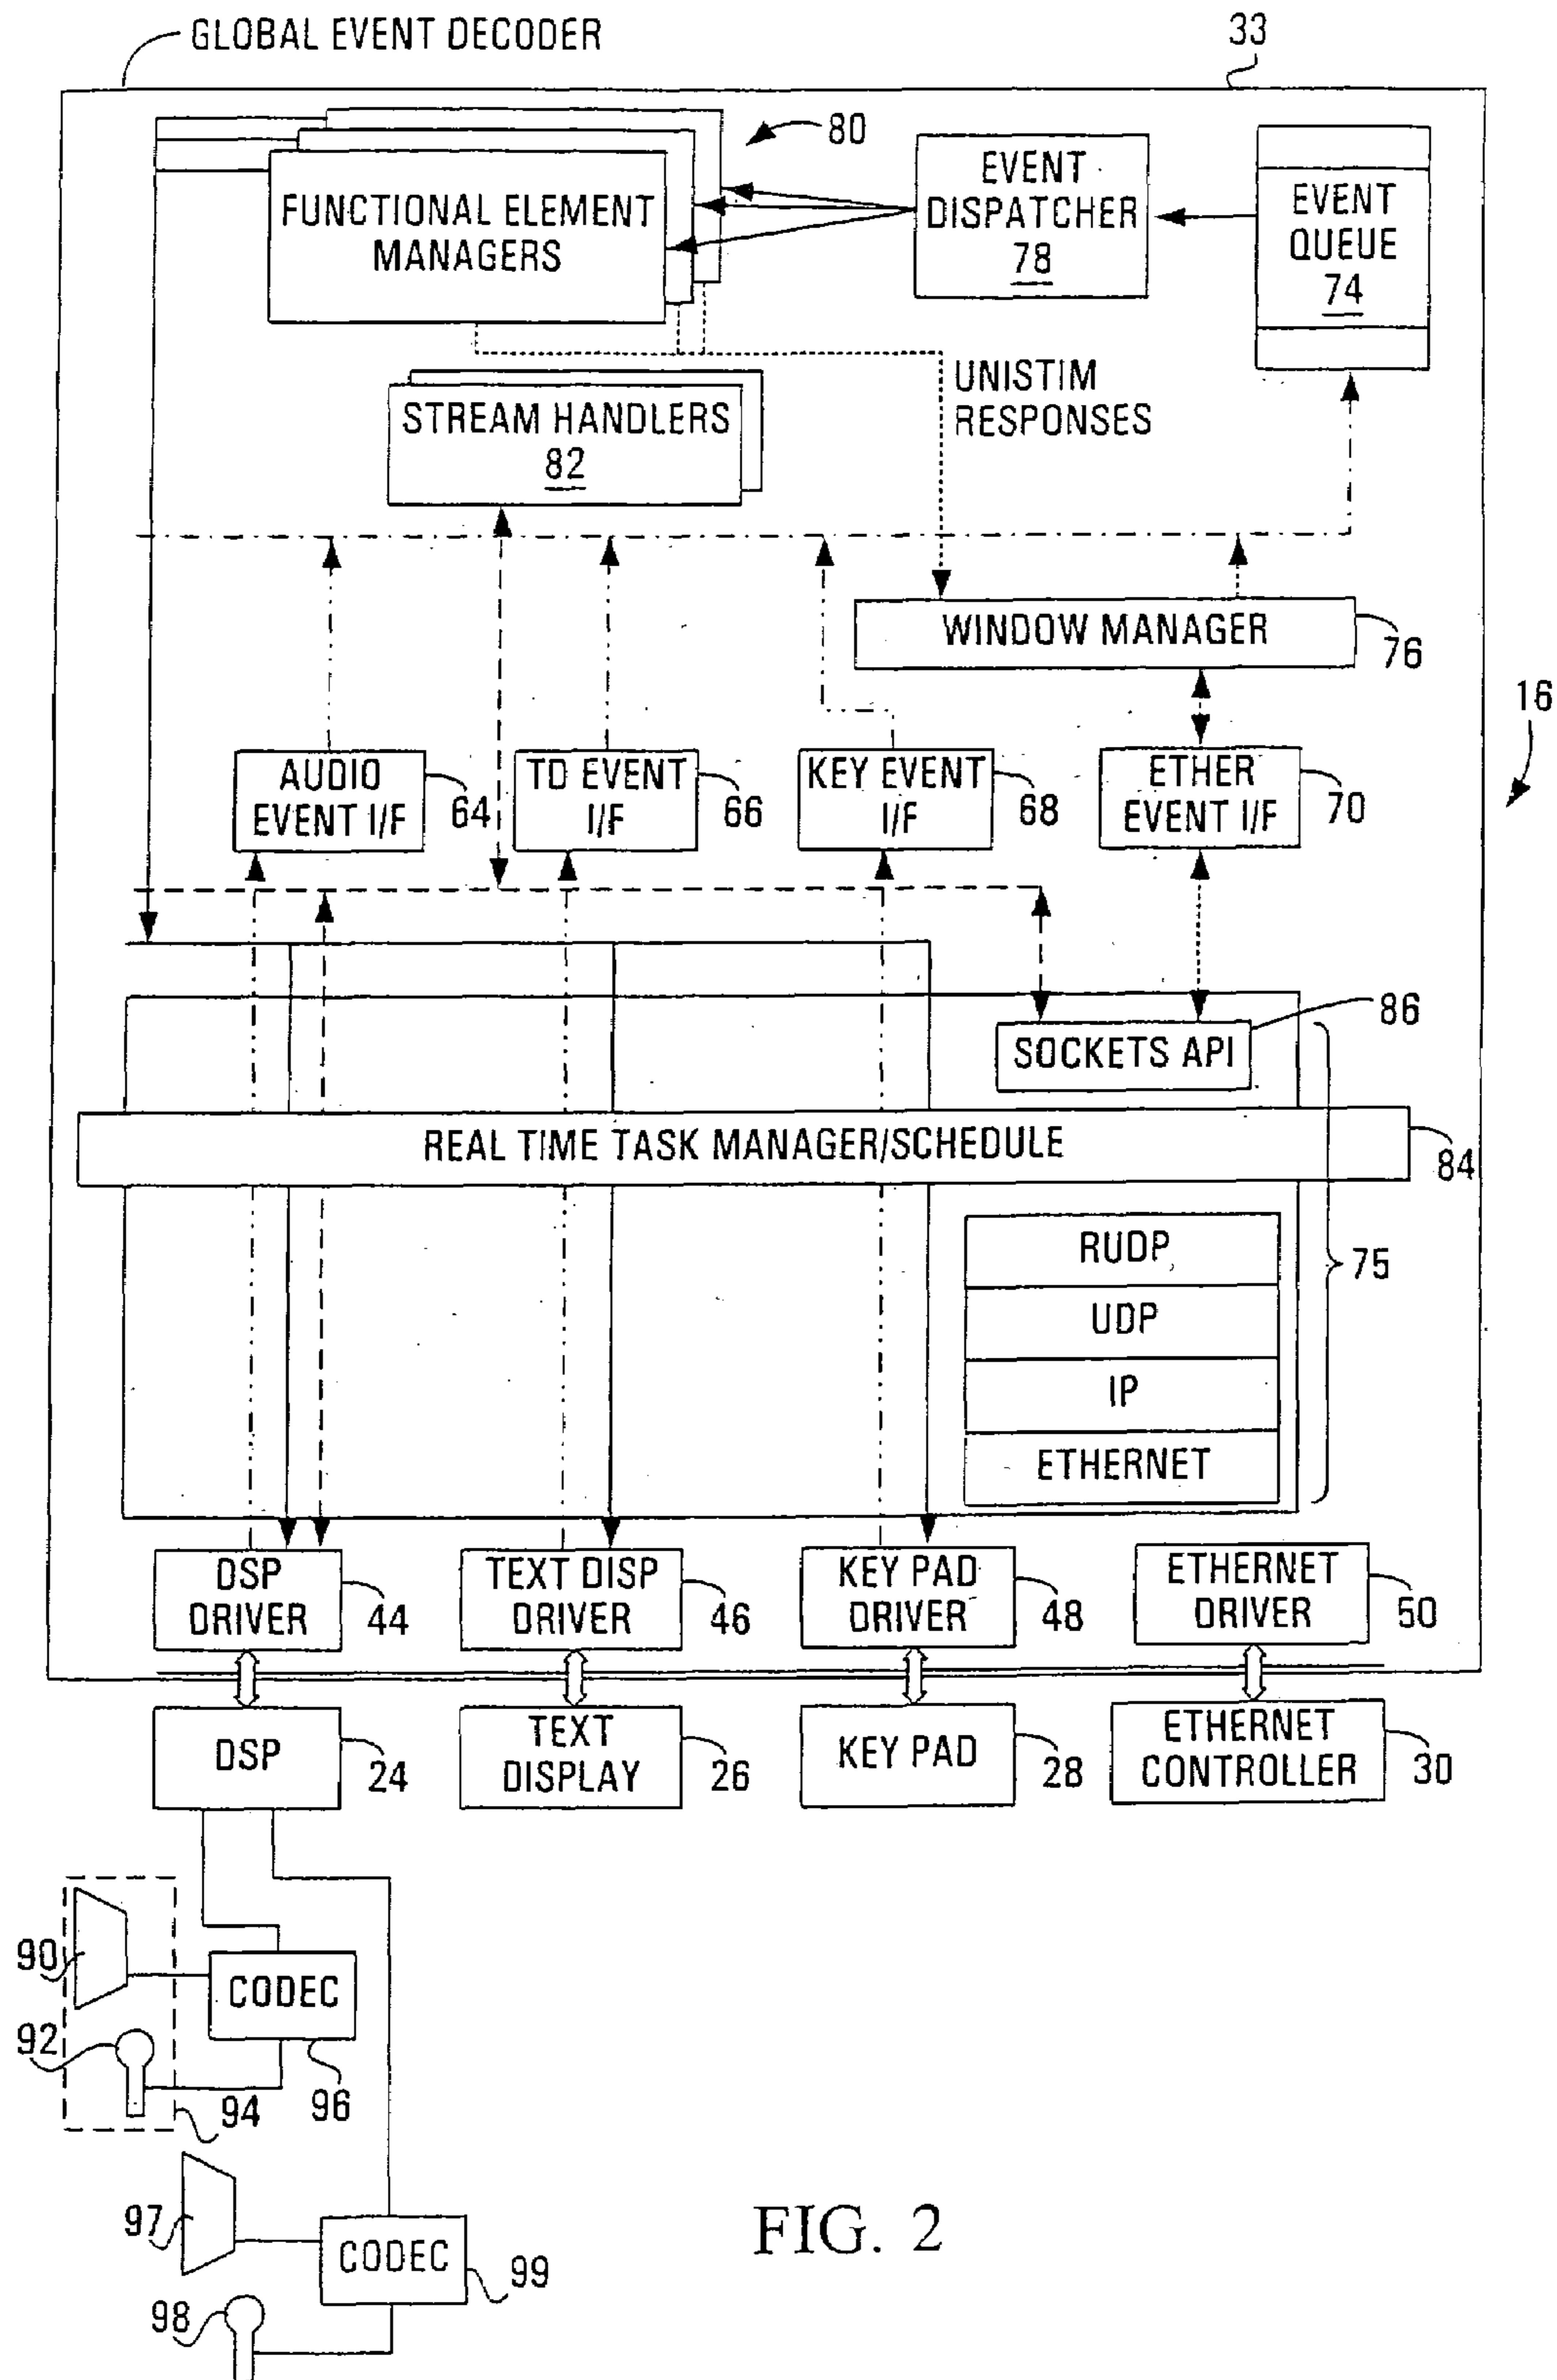 GLOBAL EVENT DECODER
33
80
FUNCTIONAL ELEMENT
MANAGERS
EVENT
DISPATCHER
78
EVENT
QUEUE
74
UNISTIM
RESPONSES
STREAM HANDLERS
82
WINDOW MANAGER
76
16
AUDIO
EVENT I/F
64
TD EVENT
I/F
66
KEY EVENT
I/F
68
ETHER
EVENT I/F
70
86
SOCKETS API
REAL TIME TASK MANAGER/SCHEDULE
84
RUDP
UDP
IP
ETHERNET
75
DSP
DRIVER
44
TEXT DISP
DRIVER
46
KEY PAD
DRIVER
48
ETHERNET
DRIVER
50
DSP
24
TEXT
DISPLAY
26
KEY PAD
28
ETHERNET
CONTROLLER
30
90
CODEC
92
94
96
97
CODEC
99
98
FIG. 2